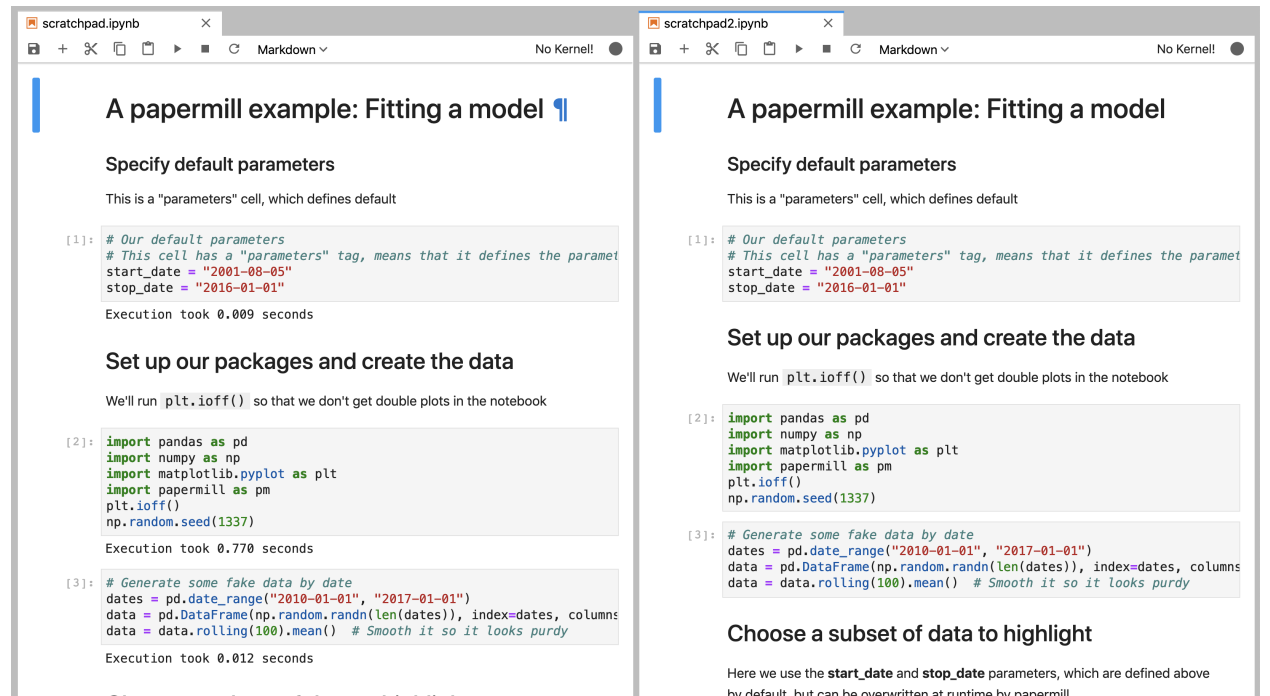 scratchpad.ipynb
Markdown
No Kernel!
A papermill example: Fitting a model ¶
Specify default parameters
This is a "parameters" cell, which defines default
[1]:
# Our default parameters
# This cell has a "parameters" tag, means that it defines the paramet
start_date = "2001-08-05"
stop_date = "2016-01-01"
Execution took 0.009 seconds
Set up our packages and create the data
We'll run plt.ioff() so that we don't get double plots in the notebook
[2]:
import pandas as pd
import numpy as np
import matplotlib.pyplot as plt
import papermill as pm
plt.ioff()
np.random.seed(1337)
Execution took 0.770 seconds
[3]:
# Generate some fake data by date
dates = pd.date_range("2010-01-01", "2017-01-01")
data = pd.DataFrame(np.random.randn(len(dates)), index=dates, columns
data = data.rolling(100).mean()  # Smooth it so it looks purdy
Execution took 0.012 seconds
scratchpad2.ipynb
Markdown
No Kernel!
A papermill example: Fitting a model
Specify default parameters
This is a "parameters" cell, which defines default
[1]:
# Our default parameters
# This cell has a "parameters" tag, means that it defines the paramet
start_date = "2001-08-05"
stop_date = "2016-01-01"
Set up our packages and create the data
We'll run plt.ioff() so that we don't get double plots in the notebook
[2]:
import pandas as pd
import numpy as np
import matplotlib.pyplot as plt
import papermill as pm
plt.ioff()
np.random.seed(1337)
[3]:
# Generate some fake data by date
dates = pd.date_range("2010-01-01", "2017-01-01")
data = pd.DataFrame(np.random.randn(len(dates)), index=dates, columns
data = data.rolling(100).mean()  # Smooth it so it looks purdy
Choose a subset of data to highlight
Here we use the start_date and stop_date parameters, which are defined above
by default, but can be overwritten at runtime by papermill.